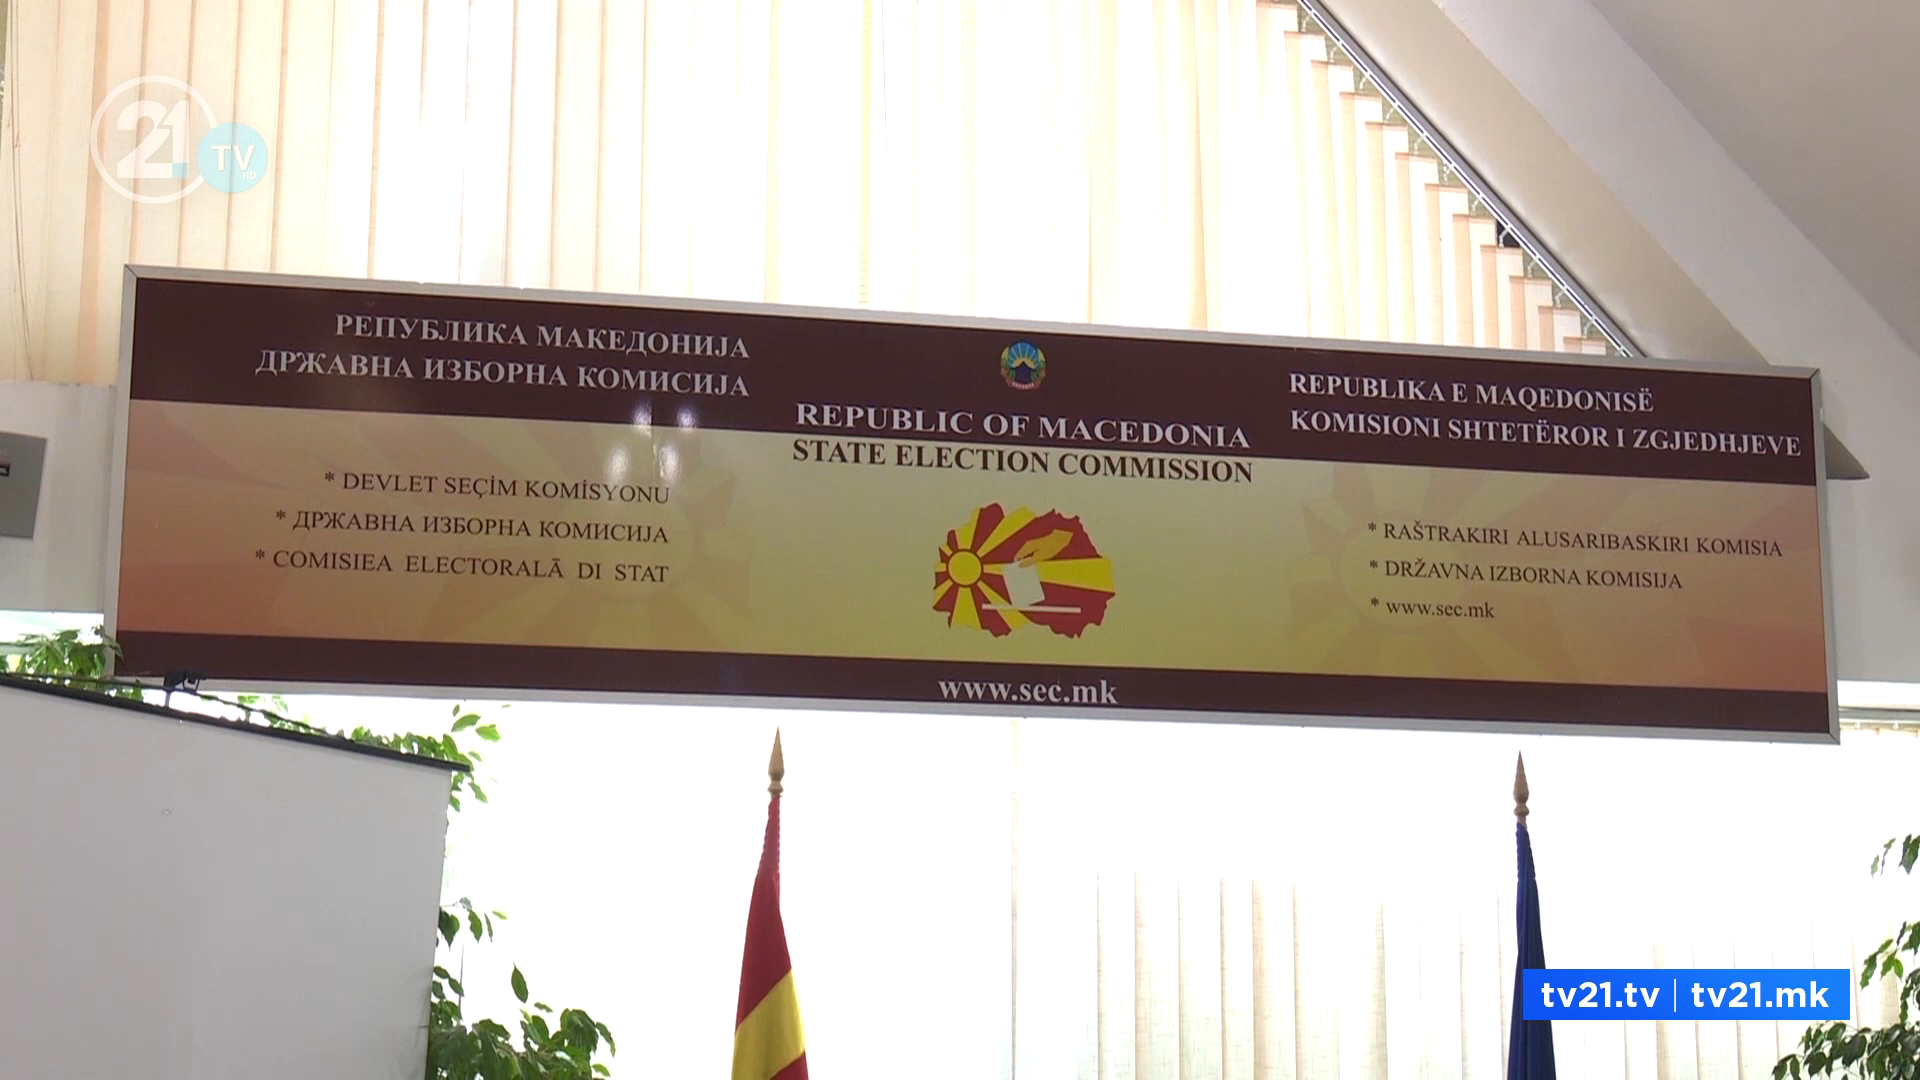 21
TV
HD
РЕПУБЛИКА МАКЕДОНИЈА
ДРЖАВНА ИЗБОРНА КОМИСИЈА
REPUBLIC OF MACEDONIA
STATE ELECTION COMMISSION
REPUBLIKA E MAQEDONISË
KOMISIONI SHTETËROR I ZGJEDHJEVE
* DEVLET SEÇİM KOMİSYONU
* ДРЖАВНА ИЗБОРНА КОМИСИЈА
* COMISIEA ELECTORALĀ DI STAT
* RAŠTRAKIRI ALUSARIBASKIRI KOMISIA
* DRŽAVNA IZBORNA KOMISIJA
* www.sec.mk
www.sec.mk
tv21.tv | tv21.mk